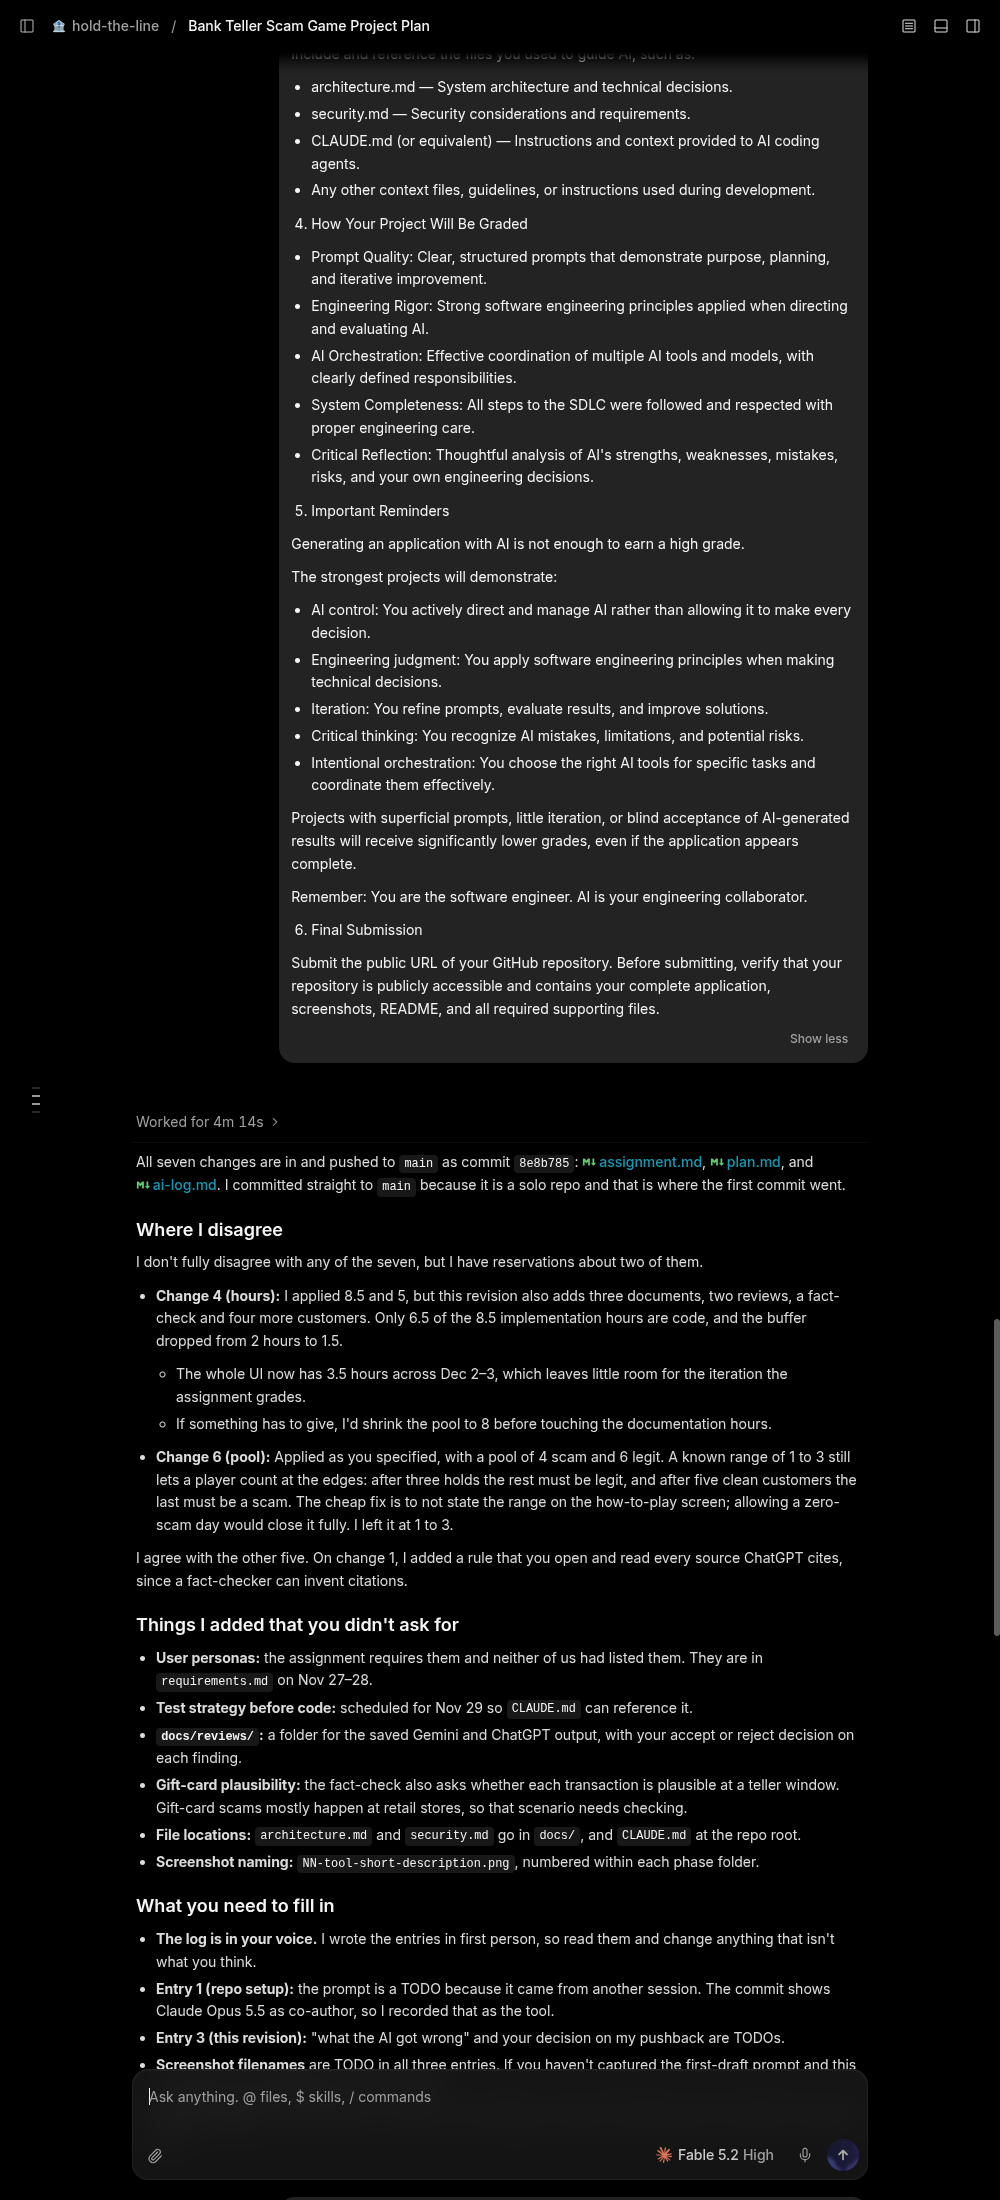 hold-the-line / Bank Teller Scam Game Project Plan
Include and reference the files you used to guide AI, such as:
• architecture.md — System architecture and technical decisions.
• security.md — Security considerations and requirements.
• CLAUDE.md (or equivalent) — Instructions and context provided to AI coding
agents.
• Any other context files, guidelines, or instructions used during development.
4. How Your Project Will Be Graded
• Prompt Quality: Clear, structured prompts that demonstrate purpose, planning,
and iterative improvement.
• Engineering Rigor: Strong software engineering principles applied when directing
and evaluating AI.
• AI Orchestration: Effective coordination of multiple AI tools and models, with
clearly defined responsibilities.
• System Completeness: All steps to the SDLC were followed and respected with
proper engineering care.
• Critical Reflection: Thoughtful analysis of AI's strengths, weaknesses, mistakes,
risks, and your own engineering decisions.
5. Important Reminders
Generating an application with AI is not enough to earn a high grade.
The strongest projects will demonstrate:
• AI control: You actively direct and manage AI rather than allowing it to make every
decision.
• Engineering judgment: You apply software engineering principles when making
technical decisions.
• Iteration: You refine prompts, evaluate results, and improve solutions.
• Critical thinking: You recognize AI mistakes, limitations, and potential risks.
• Intentional orchestration: You choose the right AI tools for specific tasks and
coordinate them effectively.
Projects with superficial prompts, little iteration, or blind acceptance of AI-generated
results will receive significantly lower grades, even if the application appears
complete.
Remember: You are the software engineer. AI is your engineering collaborator.
6. Final Submission
Submit the public URL of your GitHub repository. Before submitting, verify that your
repository is publicly accessible and contains your complete application,
screenshots, README, and all required supporting files.
Show less
Worked for 4m 14s >
All seven changes are in and pushed to main as commit 8e8b785: assignment.md, plan.md, and
ai-log.md. I committed straight to main because it is a solo repo and that is where the first commit went.
Where I disagree
I don't fully disagree with any of the seven, but I have reservations about two of them.
• Change 4 (hours): I applied 8.5 and 5, but this revision also adds three documents, two reviews, a fact-
check and four more customers. Only 6.5 of the 8.5 implementation hours are code, and the buffer
dropped from 2 hours to 1.5.
◦ The whole UI now has 3.5 hours across Dec 2–3, which leaves little room for the iteration the
assignment grades.
◦ If something has to give, I'd shrink the pool to 8 before touching the documentation hours.
• Change 6 (pool): Applied as you specified, with a pool of 4 scam and 6 legit. A known range of 1 to 3 still
lets a player count at the edges: after three holds the rest must be legit, and after five clean customers the
last must be a scam. The cheap fix is to not state the range on the how-to-play screen; allowing a zero-
scam day would close it fully. I left it at 1 to 3.
I agree with the other five. On change 1, I added a rule that you open and read every source ChatGPT cites,
since a fact-checker can invent citations.
Things I added that you didn't ask for
• User personas: the assignment requires them and neither of us had listed them. They are in
requirements.md on Nov 27–28.
• Test strategy before code: scheduled for Nov 29 so CLAUDE.md can reference it.
• docs/reviews/: a folder for the saved Gemini and ChatGPT output, with your accept or reject decision on
each finding.
• Gift-card plausibility: the fact-check also asks whether each transaction is plausible at a teller window.
Gift-card scams mostly happen at retail stores, so that scenario needs checking.
• File locations: architecture.md and security.md go in docs/, and CLAUDE.md at the repo root.
• Screenshot naming: NN-tool-short-description.png, numbered within each phase folder.
What you need to fill in
• The log is in your voice. I wrote the entries in first person, so read them and change anything that isn't
what you think.
• Entry 1 (repo setup): the prompt is a TODO because it came from another session. The commit shows
Claude Opus 5.5 as co-author, so I recorded that as the tool.
• Entry 3 (this revision): "what the AI got wrong" and your decision on my pushback are TODOs.
• Screenshot filenames are TODO in all three entries. If you haven't captured the first-draft prompt and this
Ask anything. @ files, $ skills, / commands
Fable 5.2 High